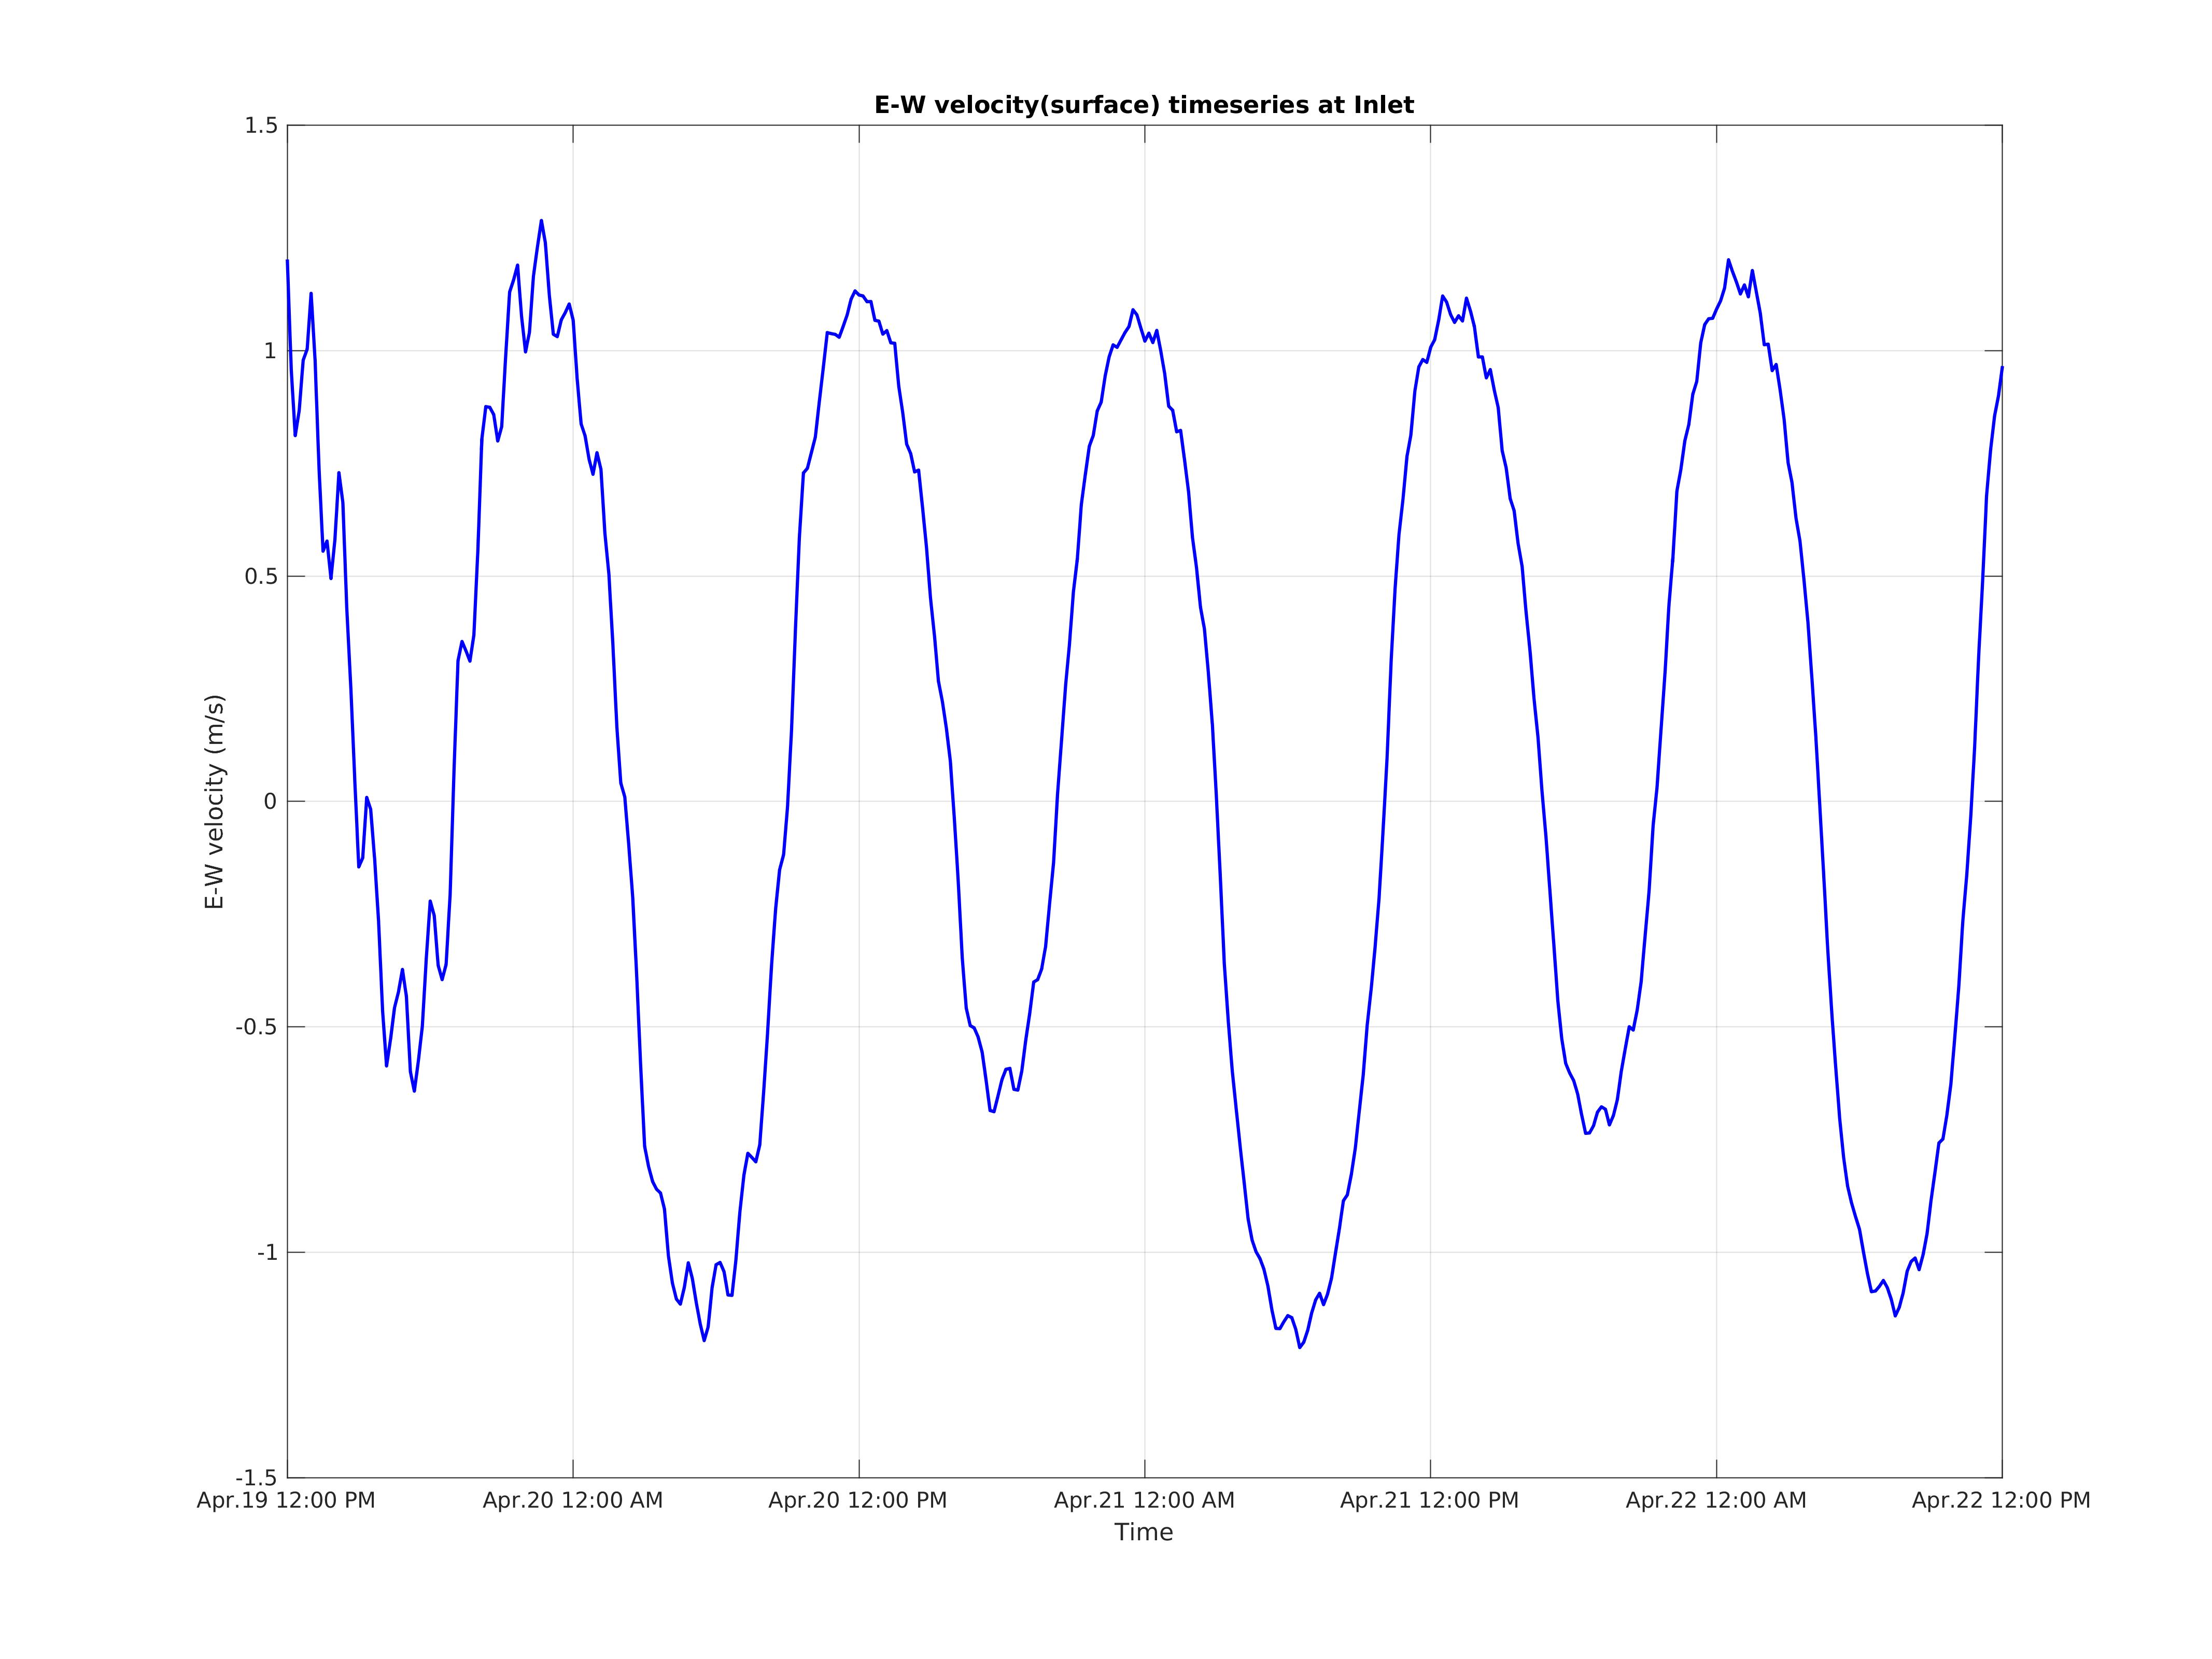 E-W velocity(surface) timeseries at Inlet
1.5
1
0.5
0
-0.5
-1
-1.5
E-W velocity (m/s)
Apr.19 12:00 PM
Apr.20 12:00 AM
Apr.20 12:00 PM
Apr.21 12:00 AM
Apr.21 12:00 PM
Apr.22 12:00 AM
Apr.22 12:00 PM
Time